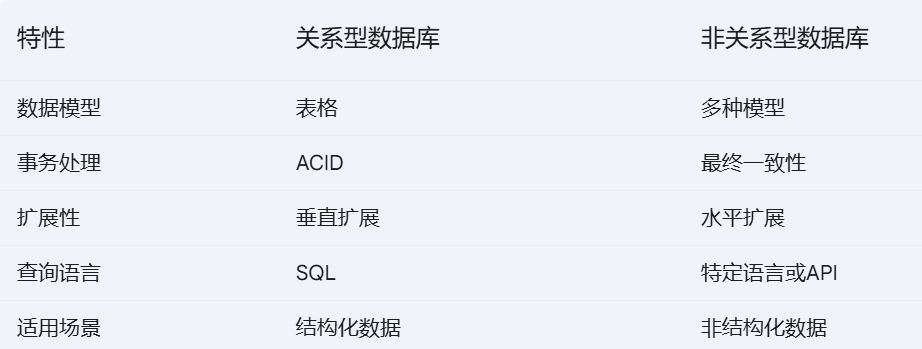 特性 关系型数据库 非关系型数据库
数据模型 表格 多种模型
事务处理 ACID 最终一致性
扩展性 垂直扩展 水平扩展
查询语言 SQL 特定语言或API
适用场景 结构化数据 非结构化数据